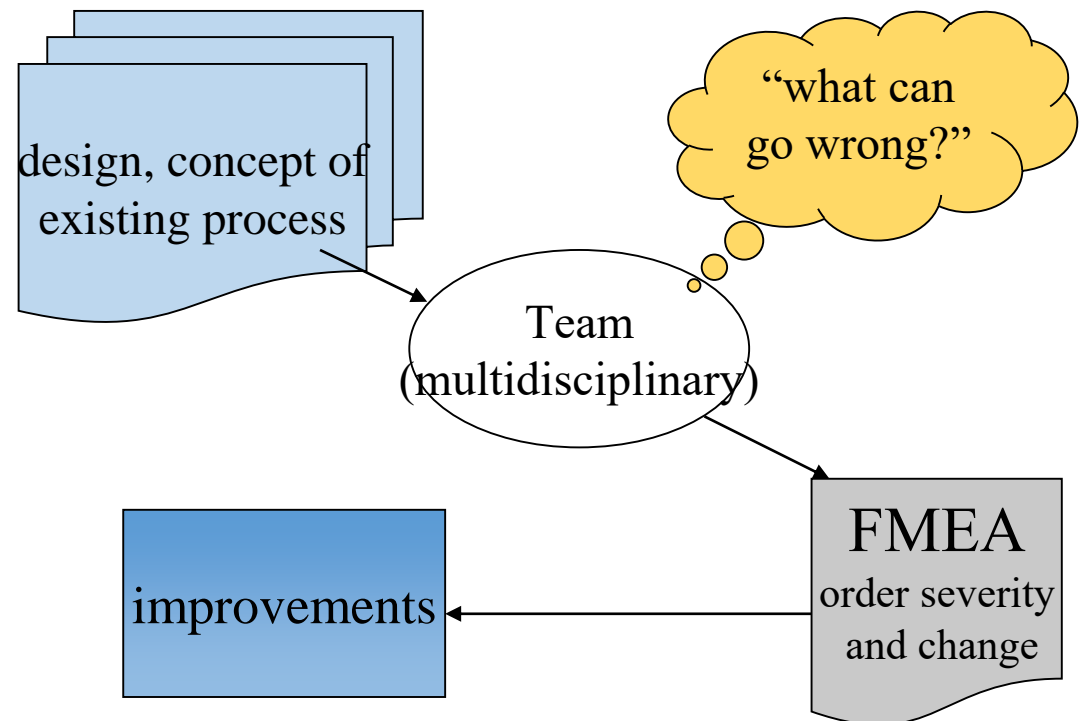 design, concept of
existing process
“what can
go wrong?”
Team
(multidisciplinary)
FMEA
order severity
and change
improvements